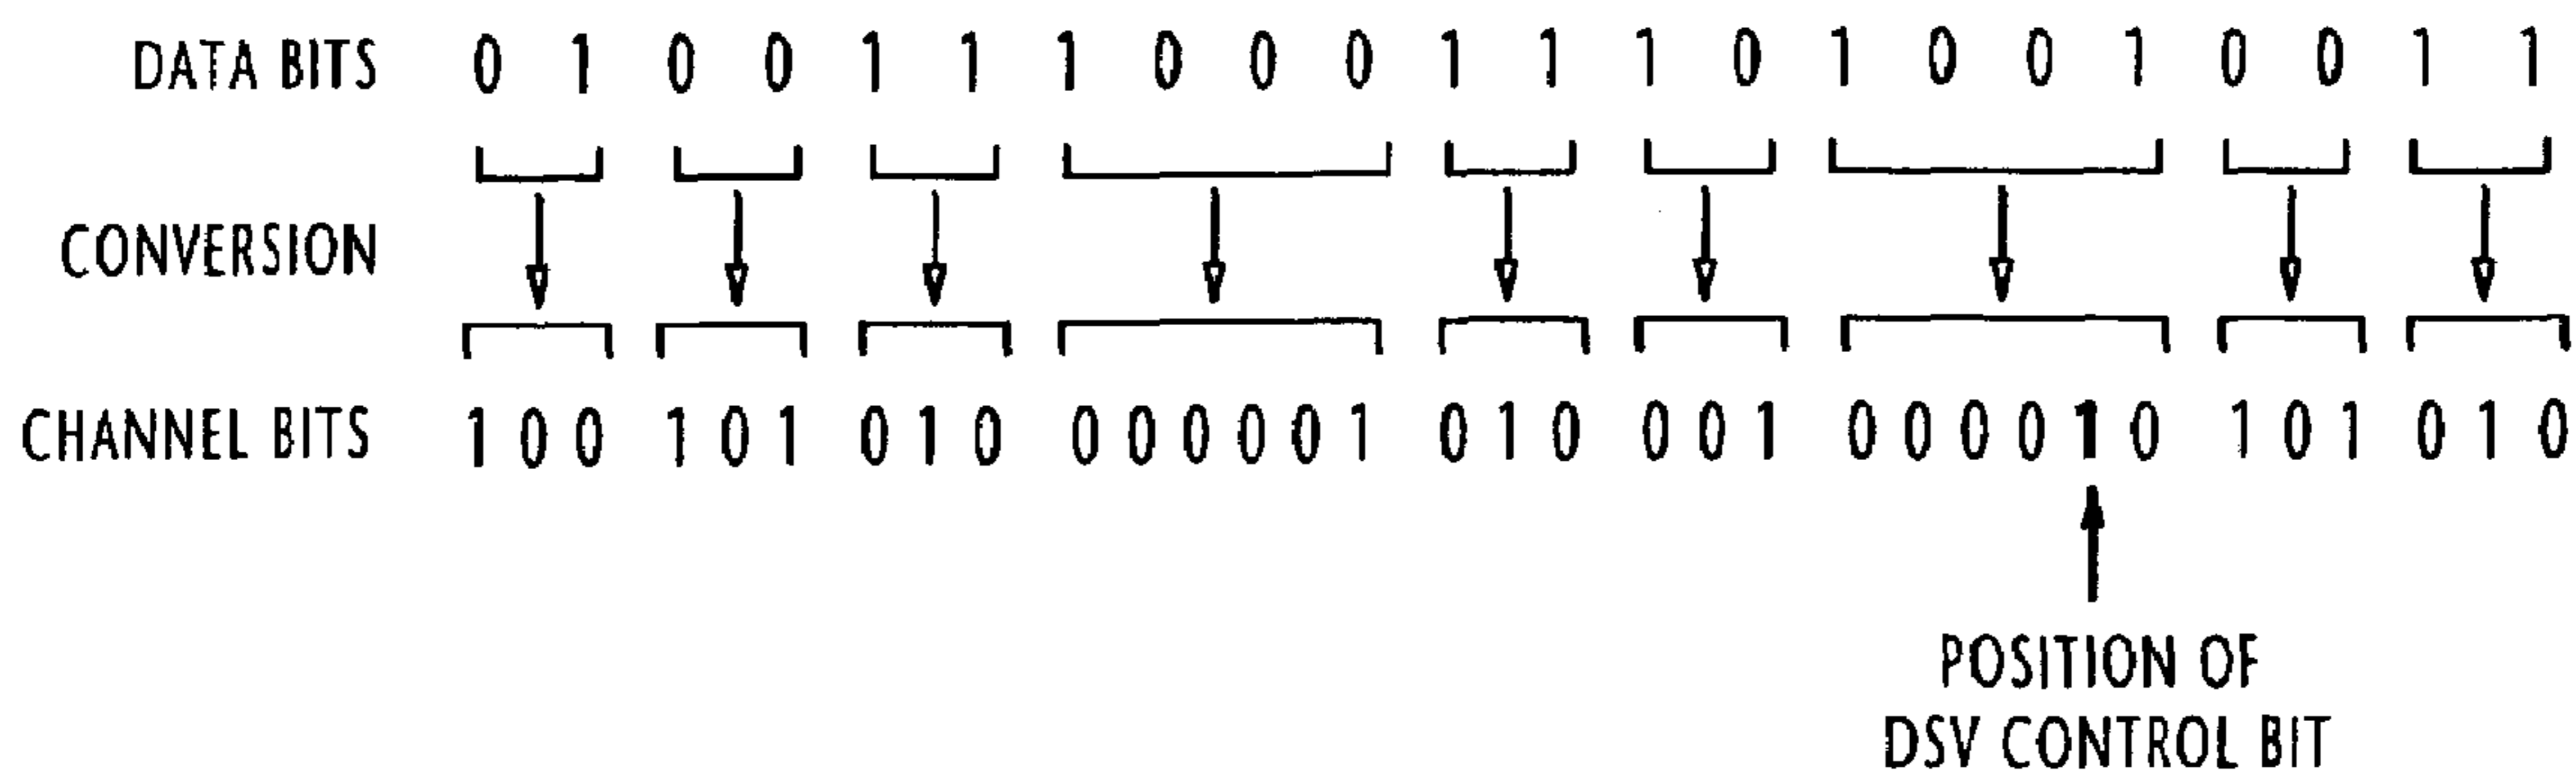 DATA BITS 0 1 0 0 1 1 1 0 0 0 1 1 1 0 1 0 0 1 0 0 1 1
CONVERSION
CHANNEL BITS 1 0 0 1 0 1 0 1 0 0 0 0 0 0 1 0 1 0 0 0 1 0 0 0 0 1 0 1 0 1 0 1 0
POSITION OF
DSV CONTROL BIT